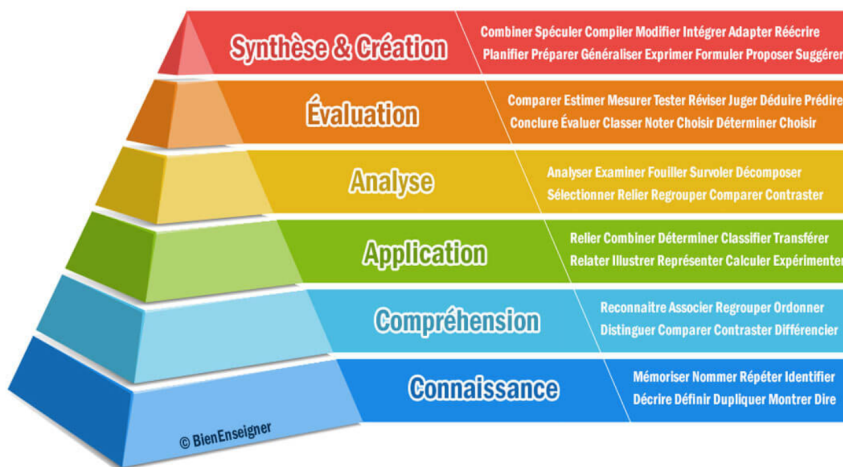 Synthèse & Création
Combiner Spéculer Compiler Modifier Intégrer Adapter Réécrire
Planifier Préparer Généraliser Exprimer Formuler Proposer Suggérer
Évaluation
Comparer Estimer Mesurer Tester Réviser Juger Déduire Prédire
Conclure Évaluer Classer Noter Choisir Déterminer Choisir
Analyse
Analyser Examiner Fouiller Survoler Décomposer
Sélectionner Relier Regrouper Comparer Contraster
Application
Relier Combiner Déterminer Classifier Transférer
Relater Illustrer Représenter Calculer Expérimenter
Compréhension
Reconnaitre Associer Regrouper Ordonner
Distinguer Comparer Contraster Différencier
Connaissance
Mémoriser Nommer Répéter Identifier
Décrire Définir Dupliquer Montrer Dire
© BienEnseigner